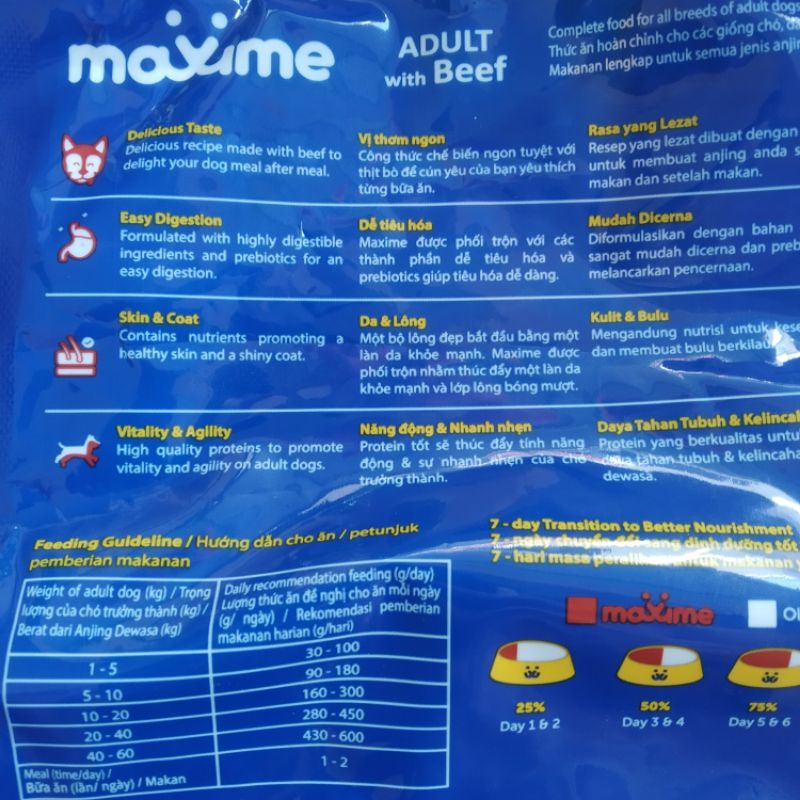 maxime
ADULT
with Beef
Complete food for all breeds of adult dogs
Thức ăn hoàn chỉnh cho các giống chó,
Makanan lengkap untuk semua jenis
Delicious Taste
Delicious recipe made with beef to
delight your dog meal after meal.
Vị thơm ngon
Công thức chế biến ngon tuyệt với
thịt bò để cún yêu của bạn yêu thích
từng bữa ăn.
Rasa yang Lezat
Resep yang lezat dibuat dengan
untuk membuat anjing anda
makan dan setelah makan.
Easy Digestion
Formulated with highly digestible
ingredients and prebiotics for an
easy digestion.
Dễ tiêu hóa
Maxime được phối trộn với các
thành phần dễ tiêu hóa và
prebiotics giúp tiêu hóa dễ dàng.
Mudah Dicerna
Diformulasikan dengan bahan
sangat mudah dicerna dan
melancarkan pencernaan.
Skin & Coat
Contains nutrients promoting a
healthy skin and a shiny coat.
Da & Lông
Một bộ lông đẹp bắt đầu bằng một
làn da khỏe mạnh. Maxime được
phối trộn nhằm thúc đẩy một làn da
khỏe mạnh và lớp lông bóng mượt.
Kulit & Bulu
Mengandung nutrisi untuk
dan membuat bulu
Vitality & Agility
High quality proteins to promote
vitality and agility on adult dogs.
Năng động & Nhanh nhẹn
Protein tốt sẽ thúc đẩy tính năng
động & sự nhanh nhẹn của chó
trưởng thành.
Daya Tahan Tubuh &
Protein yang berkualitas
daya tahan tubuh &
dewasa.
Feeding Guideline / Hướng dẫn cho ăn / petunjuk
pemberian makanan
Weight of adult dog (kg) / Trọng
lượng của chó trưởng thành (kg) /
Berat dari Anjing Dewasa (kg)
Daily recommendation feeding (g/day)
Lượng thức ăn đề nghị cho ăn mỗi ngày
(g/ ngày) / Rekomendasi pemberian
makanan harian (g/hari)
1 - 5
30 - 100
5 - 10
90 - 180
10 - 20
160 - 300
20 - 40
280 - 450
40 - 60
430 - 600
Meal (time/day) /
Bữa ăn (lần/ ngày) / Makan
1 - 2
7 - day Transition to Better Nourishment
7 - ngày chuyển đổi sang dinh dưỡng tốt
7 - hari masa peralihan untuk makanan
maxime
25%
Day 1 & 2
50%
Day 3 & 4
75%
Day 5 & 6